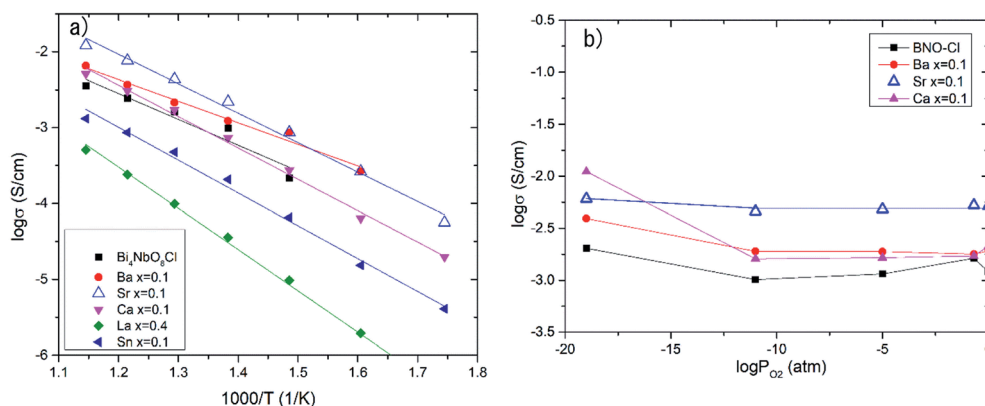 a)
-2
-3
-4
-5
-6
logσ (S/cm)
Bi₄NbO₈Cl
Ba x=0.1
Sr x=0.1
Ca x=0.1
La x=0.4
Sn x=0.1
1.1 1.2 1.3 1.4 1.5 1.6 1.7 1.8
1000/T (1/K)
b)
-0.5
-1.0
-1.5
-2.0
-2.5
-3.0
-3.5
logσ (S/cm)
BNO-Cl
Ba x=0.1
Sr x=0.1
Ca x=0.1
-20 -15 -10 -5 0
logP_O2 (atm)